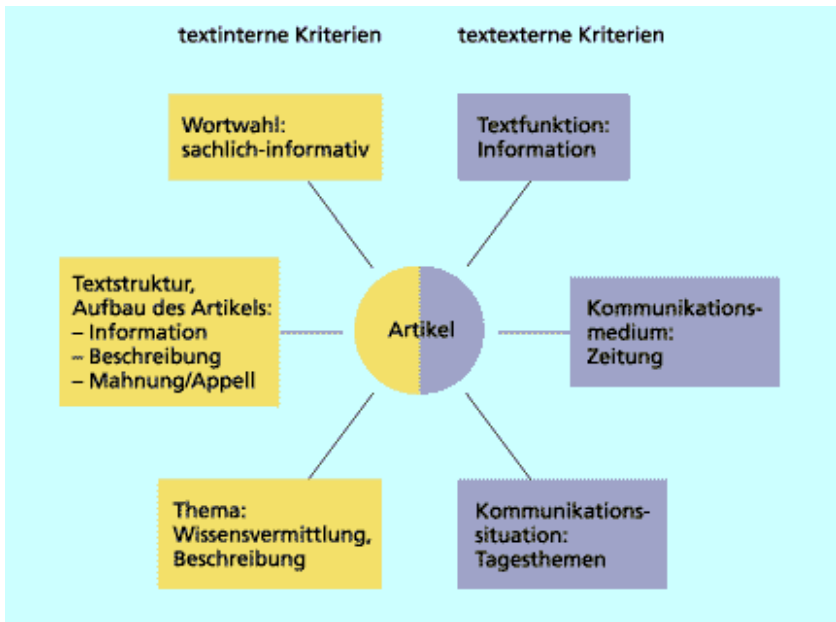 textinterne Kriterien
textexterne Kriterien
Wortwahl:
sachlich-informativ
Textfunktion:
Information
Textstruktur,
Aufbau des Artikels:
– Information
– Beschreibung
– Mahnung/Appell
Artikel
Kommunikations-
medium:
Zeitung
Thema:
Wissensvermittlung,
Beschreibung
Kommunikations-
situation:
Tagesthemen